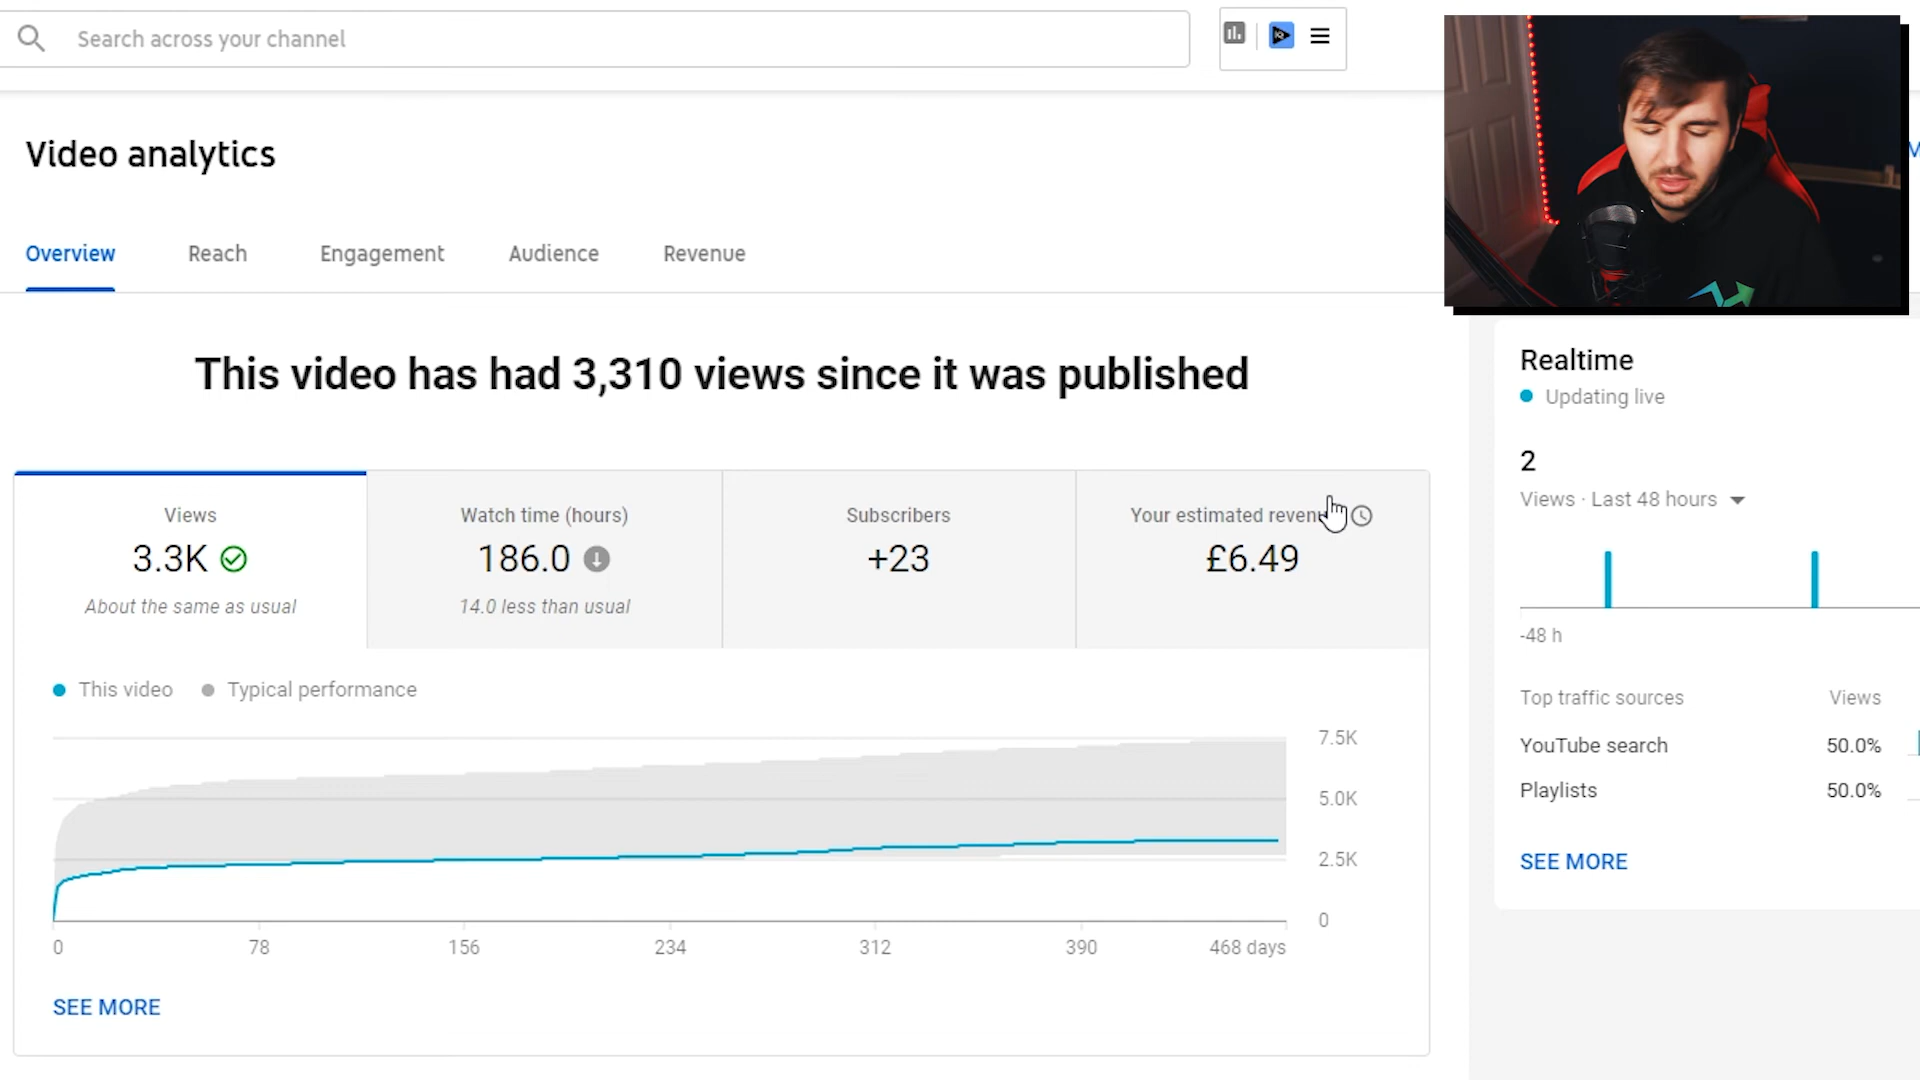 Search across your channel
Video analytics
Overview
Reach
Engagement
Audience
Revenue
This video has had 3,310 views since it was published
Views
3.3K
About the same as usual
Watch time (hours)
186.0
14.0 less than usual
Subscribers
+23
Your estimated revenu
£6.49
This video
Typical performance
7.5K
5.0K
2.5K
0
0
78
156
234
312
390
468 days
SEE MORE
Realtime
Updating live
2
Views · Last 48 hours
-48 h
Top traffic sources
Views
YouTube search
50.0%
Playlists
50.0%
SEE MORE